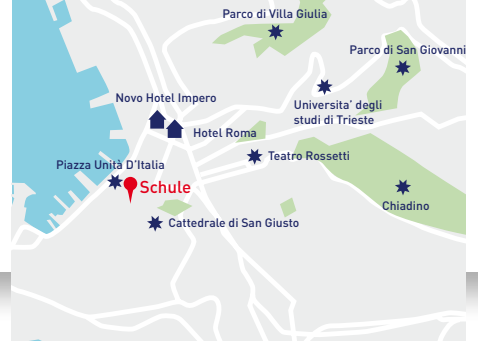 Parco di Villa Giulia
Parco di San Giovanni
Novo Hotel Impero
Universita' degli
studi di Trieste
Hotel Roma
Teatro Rossetti
Piazza Unità D'Italia
Schule
Chiadino
Cattedrale di San Giusto